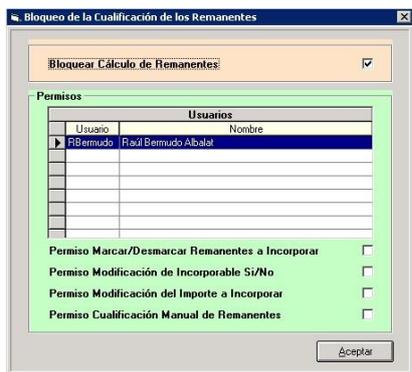 Bloqueo de la Cualificación de los Remanentes
Bloquear Cálculo de Remanentes
Permisos
Usuarios
Usuario Nombre
RBermudo Raúl Bermudo Albalat
Permiso Marcar/Desmarcar Remanentes a Incorporar
Permiso Modificación de Incorporable Si/No
Permiso Modificación del Importe a Incorporar
Permiso Cualificación Manual de Remanentes
Aceptar